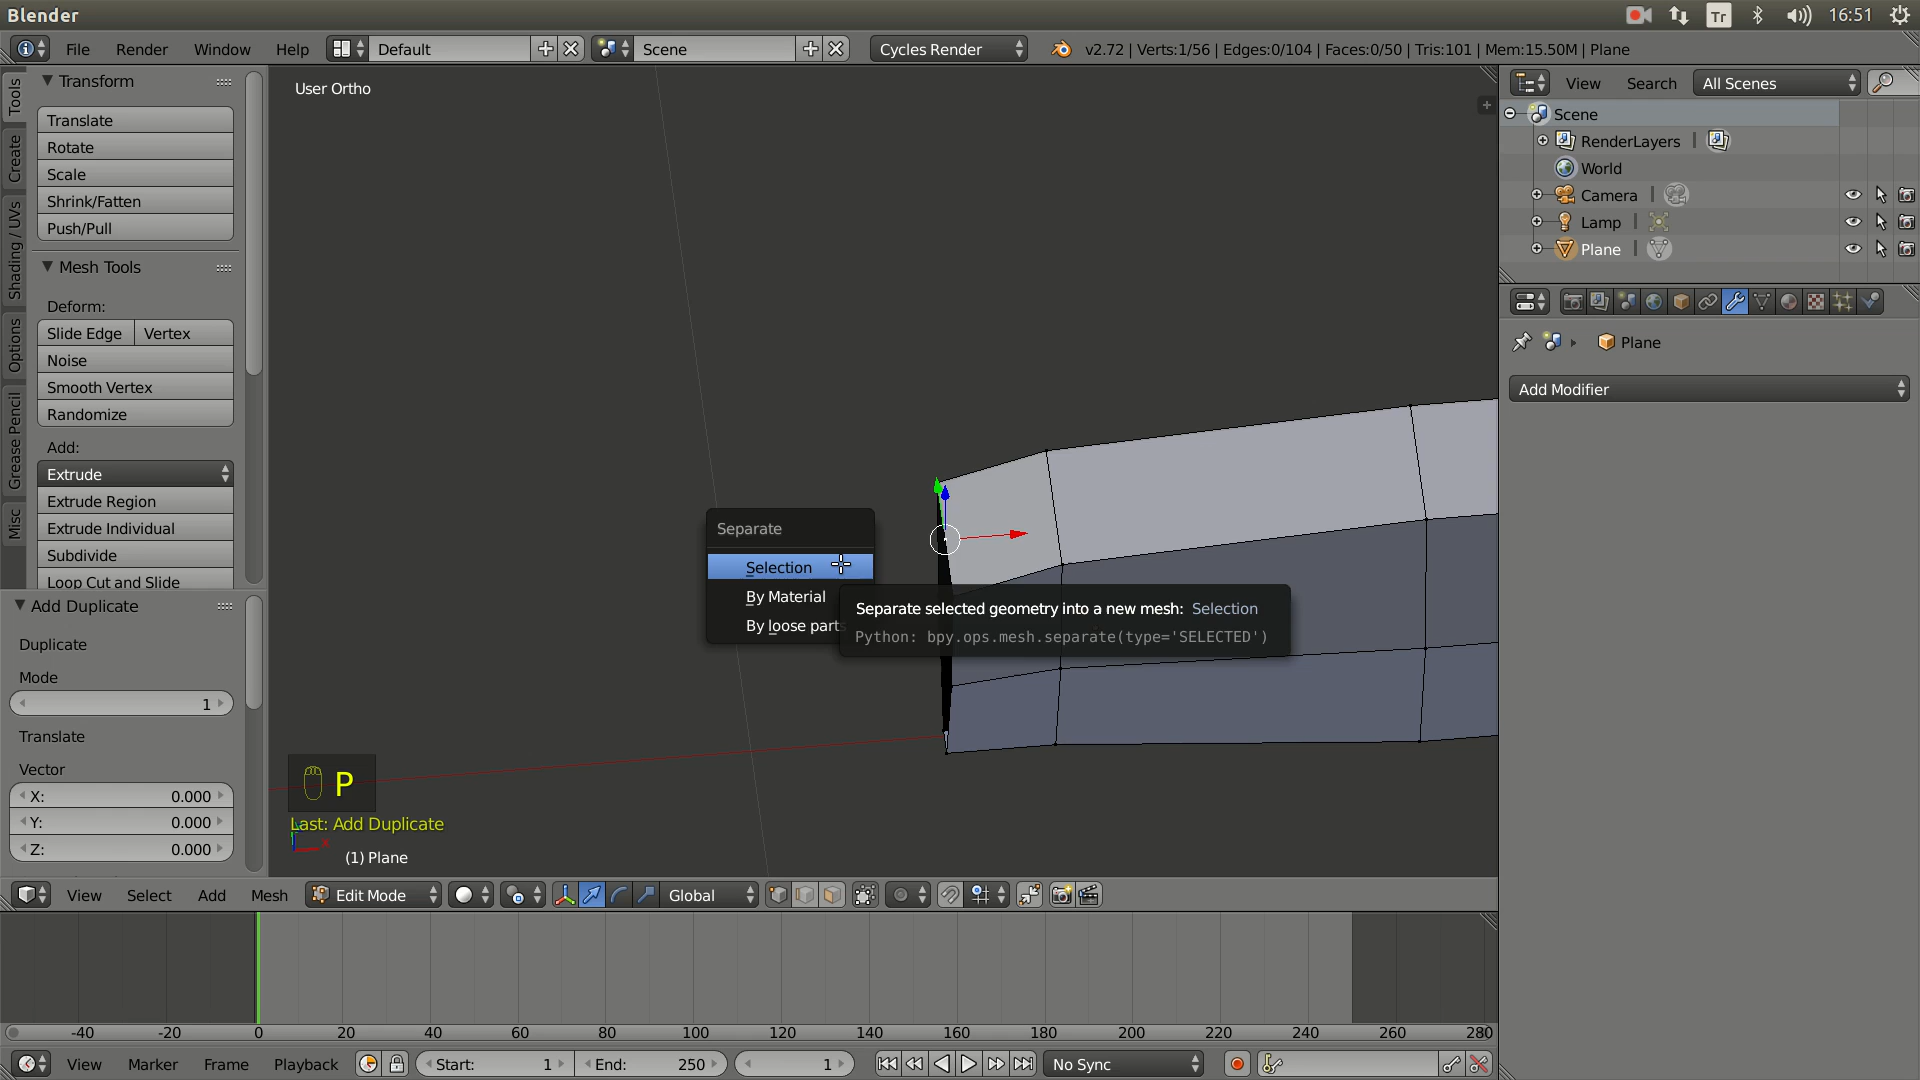 Blender
Tr
16:51
File Render Window Help Default Scene Cycles Render v2.72 | Verts:1/56 | Edges:0/104 | Faces:0/50 | Tris:101 | Mem:15.50M | Plane
Tools
Create
Shading / UVs
Options
Grease Pencil
Misc
Transform
Translate
Rotate
Scale
Shrink/Fatten
Push/Pull
Mesh Tools
Deform:
Slide Edge Vertex
Noise
Smooth Vertex
Randomize
Add:
Extrude
Extrude Region
Extrude Individual
Subdivide
Loop Cut and Slide
Add Duplicate
Duplicate
Mode
1
Translate
Vector
X: 0.000
Y: 0.000
Z: 0.000
User Ortho
Separate
Selection
By Material
By loose parts
Separate selected geometry into a new mesh: Selection
Python: bpy.ops.mesh.separate(type='SELECTED')
P
Last: Add Duplicate
(1) Plane
View Select Add Mesh Edit Mode Global
View Search All Scenes
Scene
RenderLayers
World
Camera
Lamp
Plane
Plane
Add Modifier
-40 -20 0 20 40 60 80 100 120 140 160 180 200 220 240 260 280
View Marker Frame Playback Start: 1 End: 250 1 No Sync